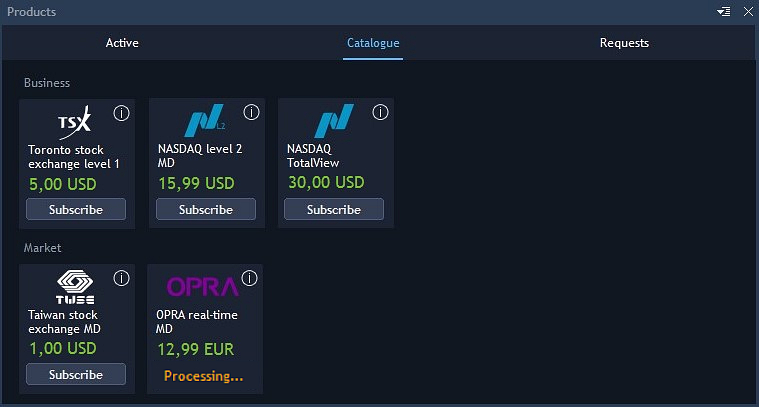 Products
Active
Catalogue
Requests
Business
TSX
Toronto stock
exchange level 1
5,00 USD
Subscribe
L2
NASDAQ level 2
MD
15,99 USD
Subscribe
NASDAQ
TotalView
30,00 USD
Subscribe
Market
TWSE
Taiwan stock
exchange MD
1,00 USD
Subscribe
OPRA
OPRA real-time
MD
12,99 EUR
Processing...